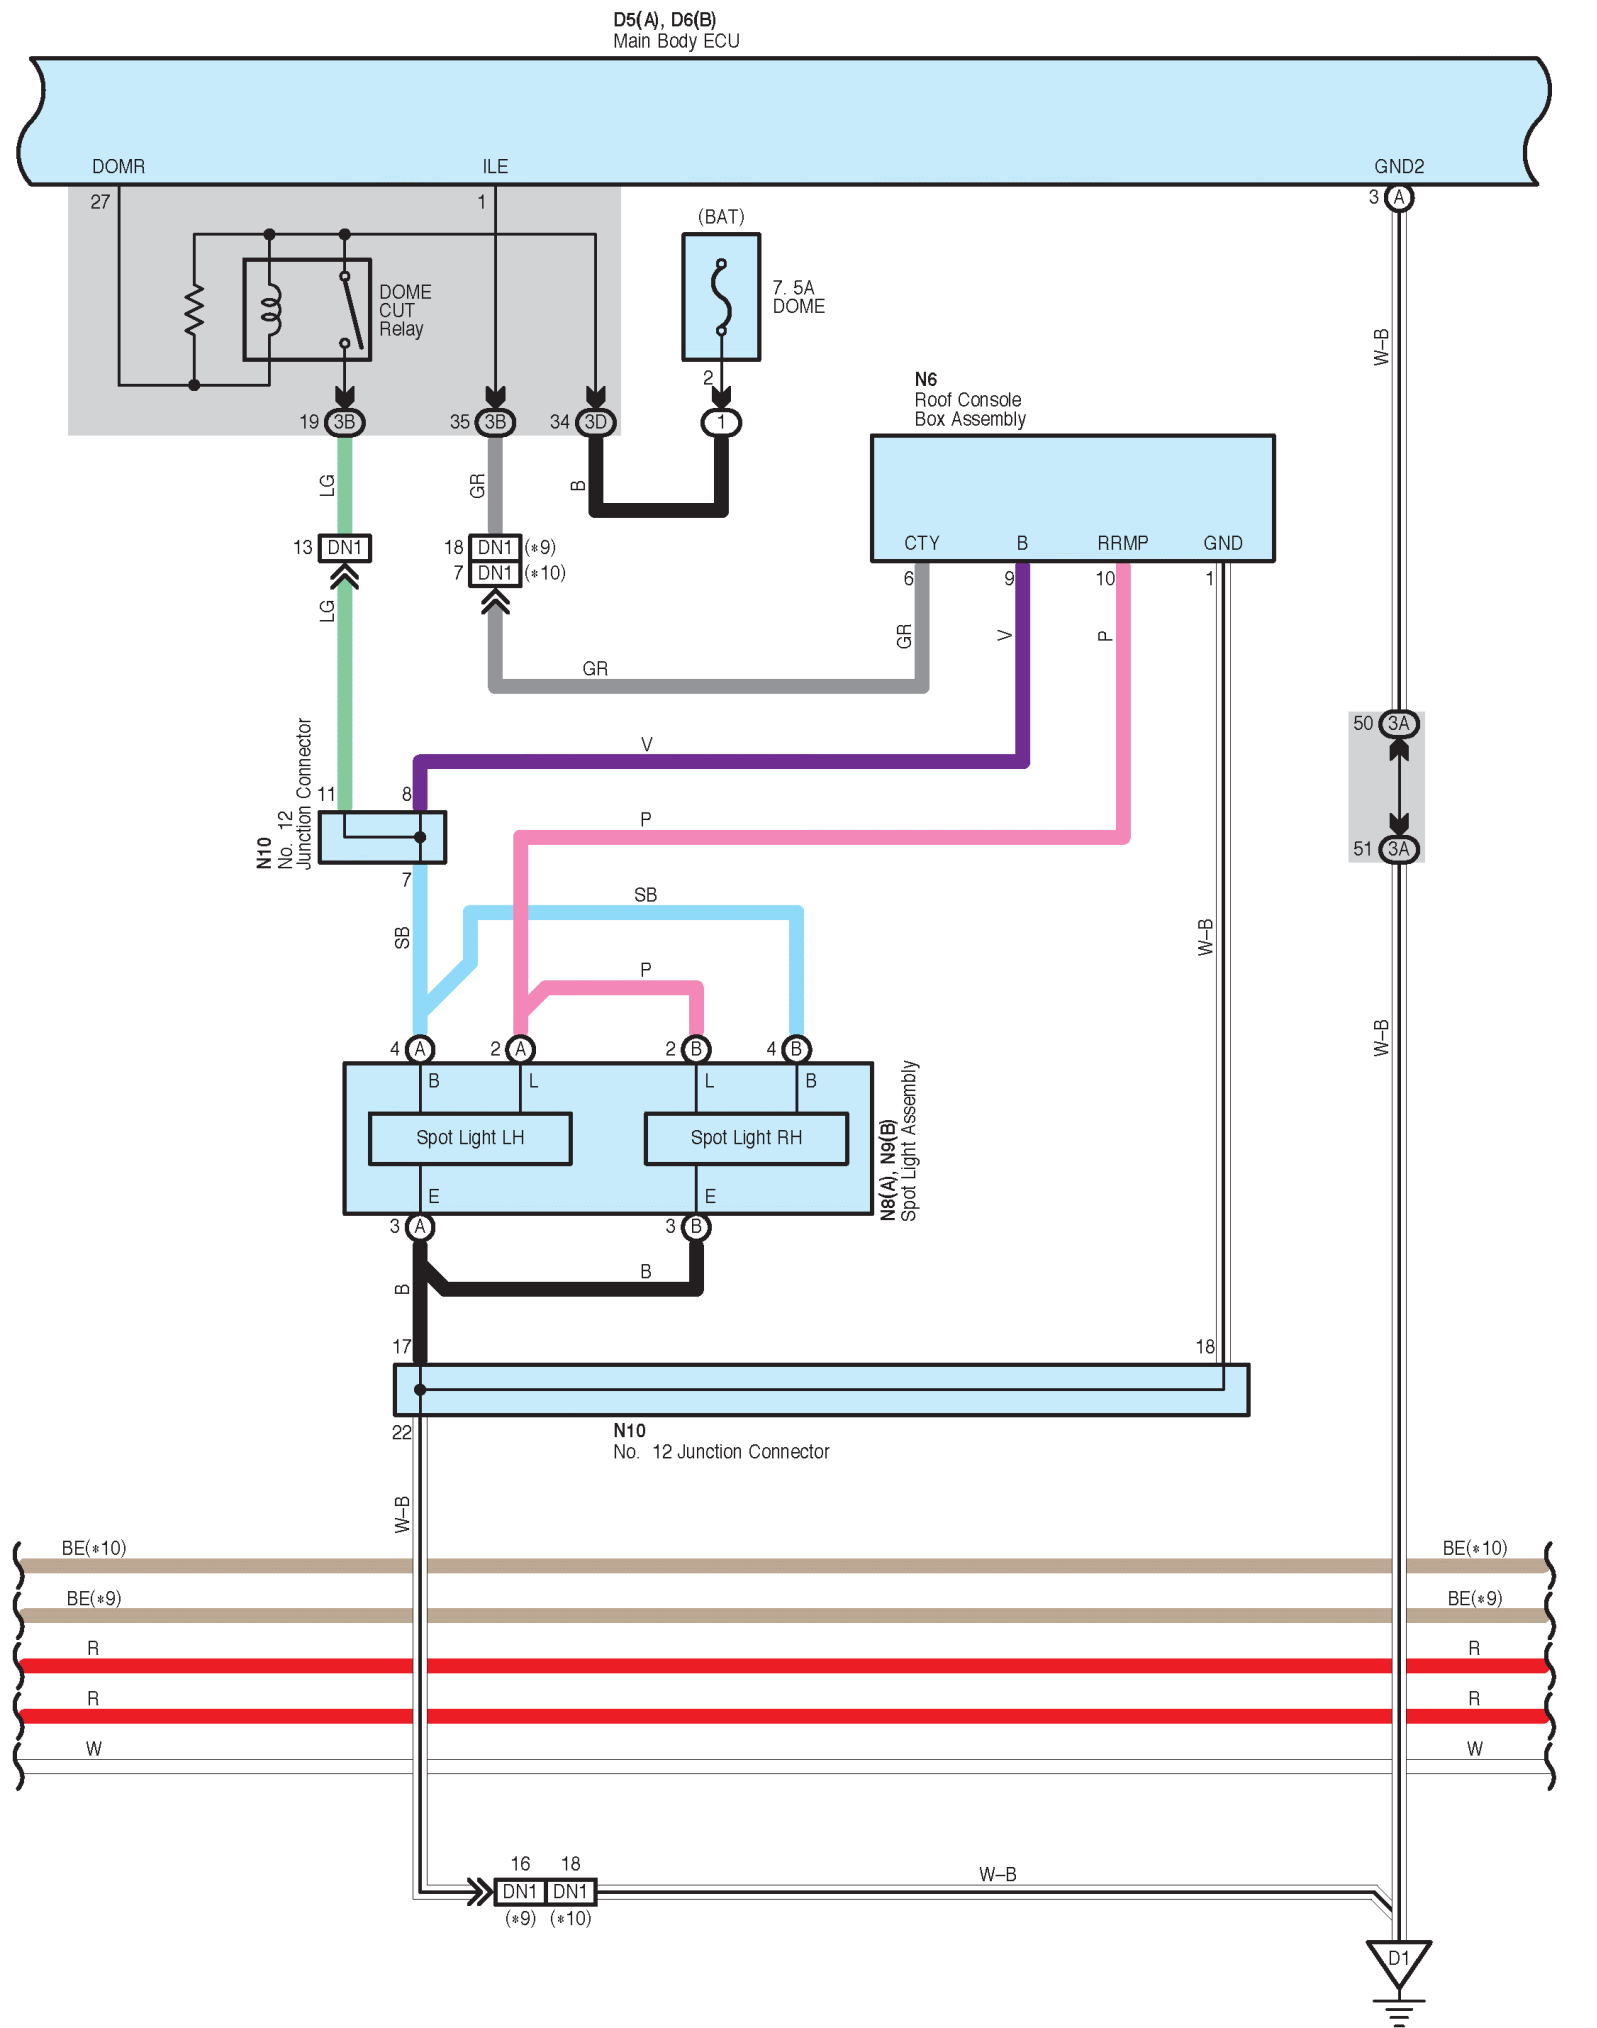 D5(A), D6(B)
Main Body ECU
DOMR
ILE
GND2
27
1
3 A
(BAT)
DOME
CUT
Relay
7. 5A
DOME
W–B
2
N6
Roof Console
Box Assembly
19 3B
35 3B
34 3D
1
LG
GR
B
13 DN1
18 DN1 (*9)
7 DN1 (*10)
CTY
B
RRMP
GND
6
9
10
1
LG
GR
V
P
GR
50 3A
51 3A
V
N10
No. 12
Junction Connector
11
8
P
7
SB
SB
W–B
P
W–B
4 A
2 A
2 B
4 B
B
L
L
B
Spot Light LH
Spot Light RH
N8(A), N9(B)
Spot Light Assembly
E
E
3 A
3 B
B
B
17
18
22
N10
No. 12 Junction Connector
W–B
BE(*10)
BE(*10)
BE(*9)
BE(*9)
R
R
R
R
W
W
16
18
DN1
DN1
(*9)
(*10)
W–B
D1